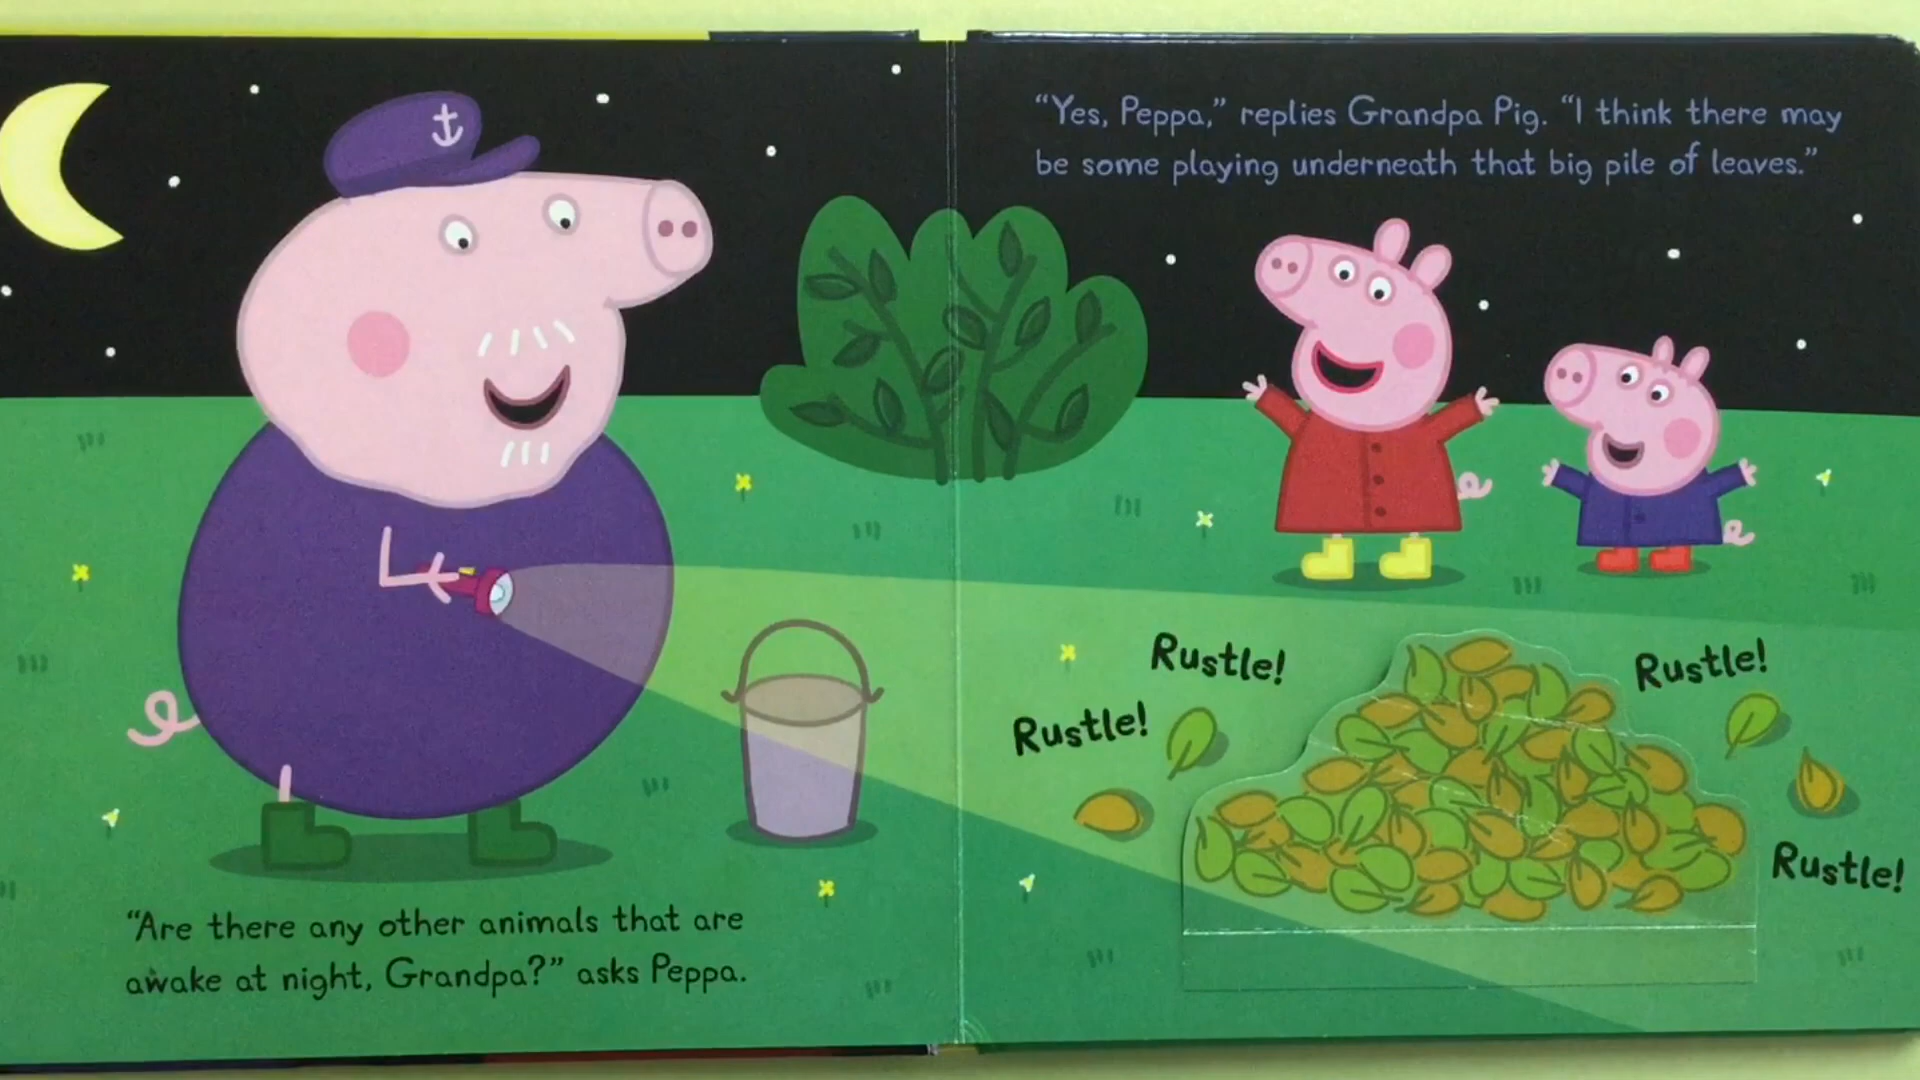 “Are there any other animals that are
awake at night, Grandpa?” asks Peppa.
“Yes, Peppa,” replies Grandpa Pig. “I think there may
be some playing underneath that big pile of leaves.”
Rustle!
Rustle!
Rustle!
Rustle!